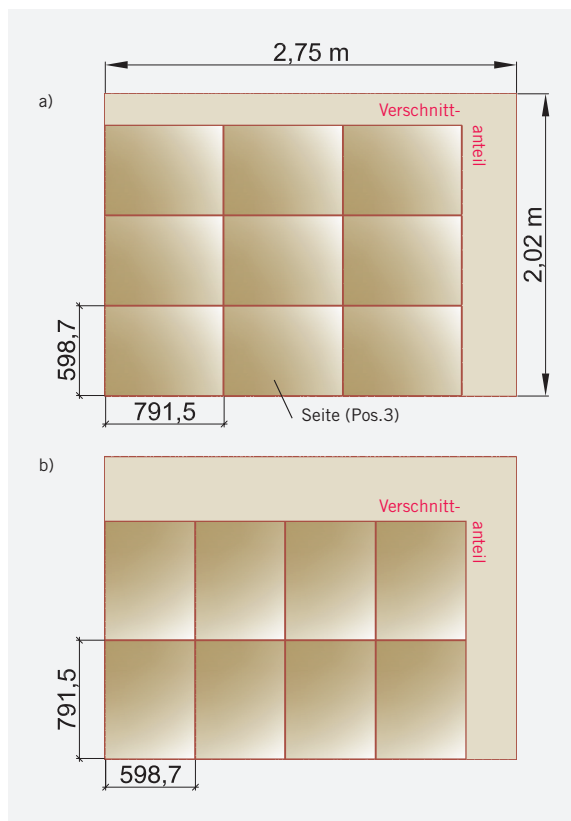 2,75 m
a)
Verschnitt-
anteil
2,02 m
598,7
791,5
Seite (Pos.3)
b)
Verschnitt-
anteil
791,5
598,7